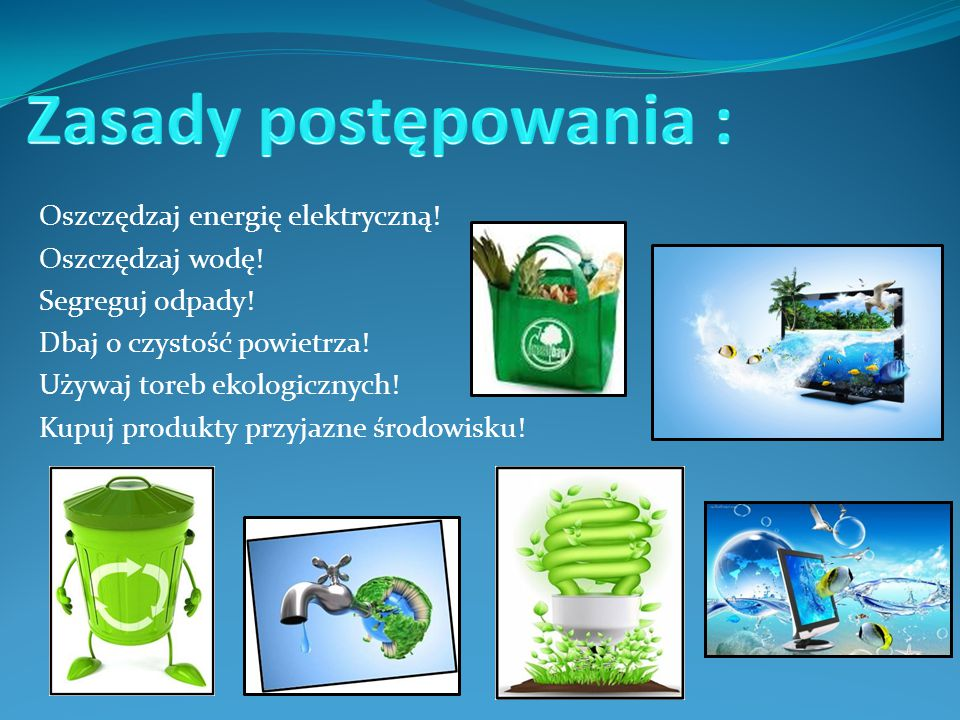 Zasady postępowania :
Oszczędzaj energię elektryczną!
Oszczędzaj wodę!
Segreguj odpady!
Dbaj o czystość powietrza!
Używaj toreb ekologicznych!
Kupuj produkty przyjazne środowisku!